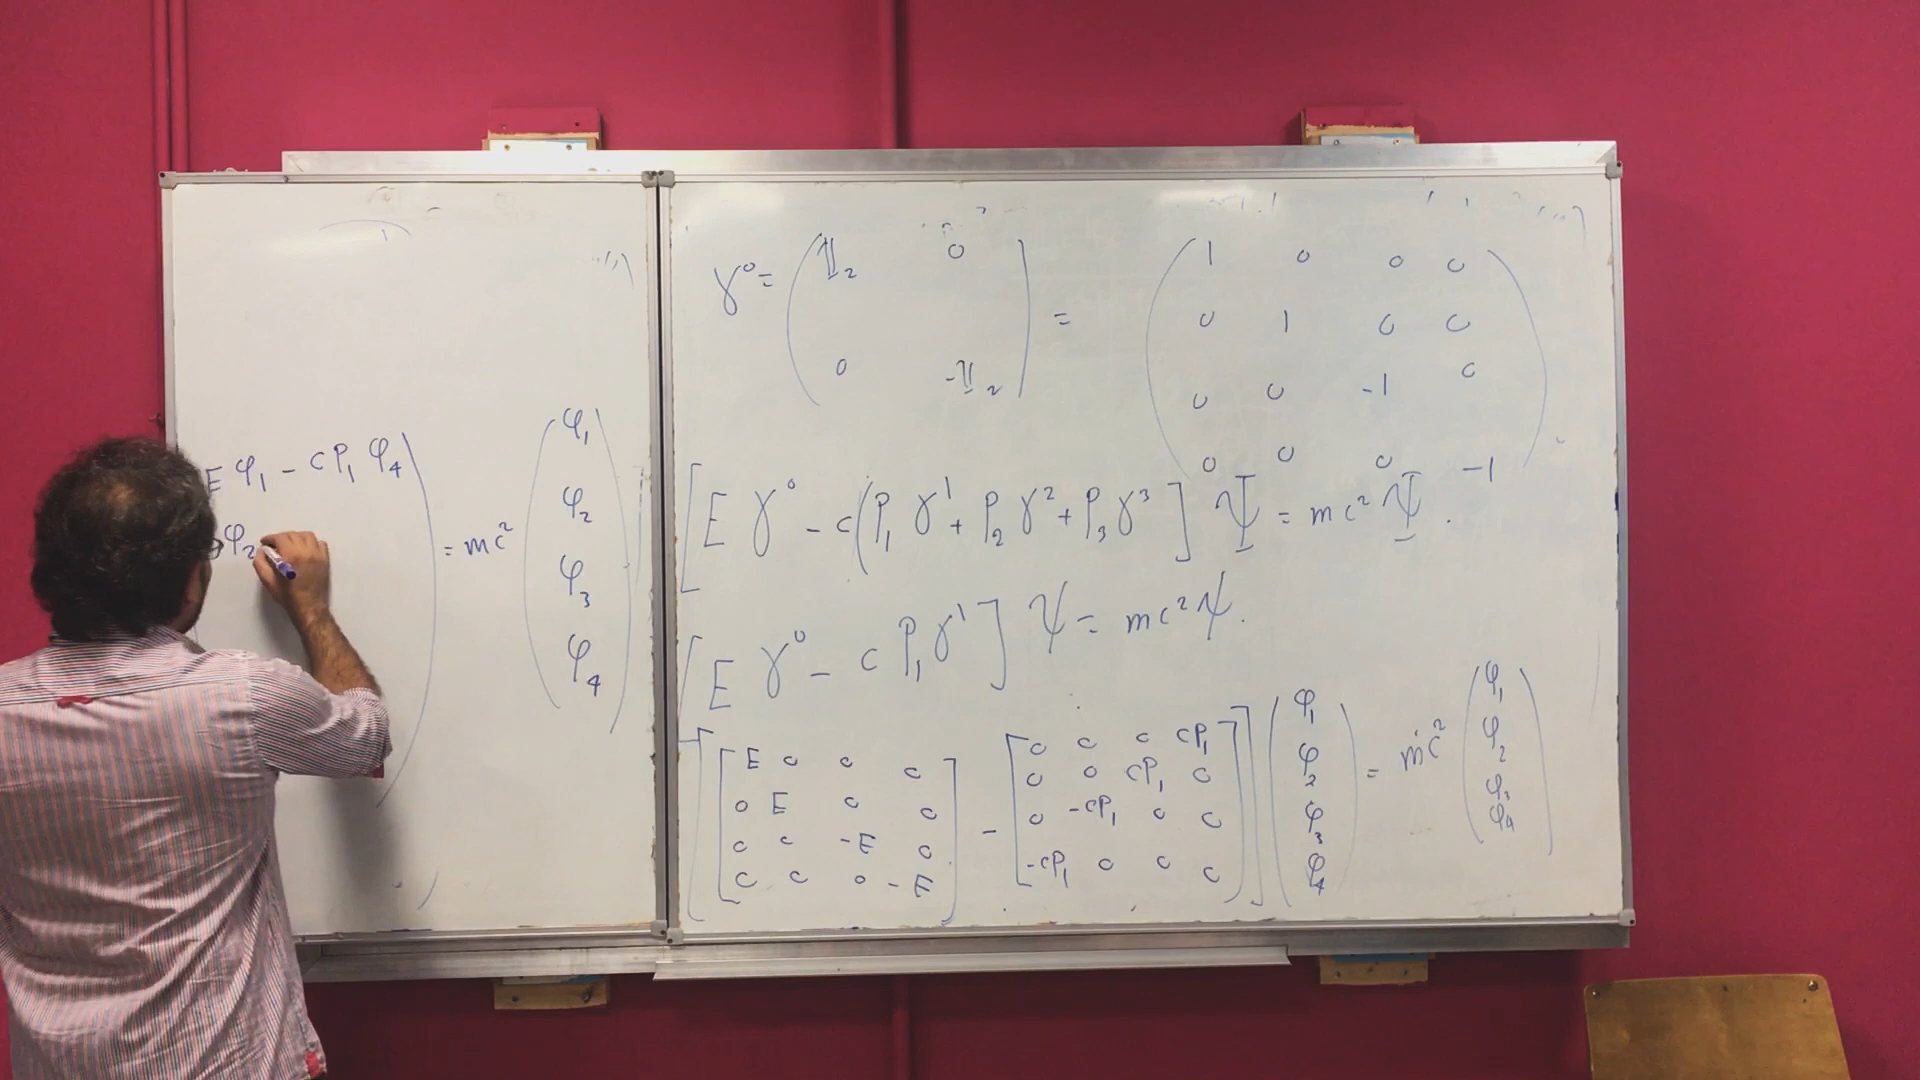 E φ₁ - cP₁ φ₄
φ₂
= mc²
φ₁
φ₂
φ₃
φ₄
γ⁰ = 𝟙₂ 0
0 -𝟙₂
=
1 0 0 0
0 1 0 0
0 0 -1 0
0 0 0 -1
[E γ⁰ - c(P₁ γ¹ + P₂ γ² + P₃ γ³] Ψ = mc² Ψ.
[E γ⁰ - c P₁ γ¹] ψ = mc² ψ.
E 0 0 0
0 E 0 0
0 0 -E 0
0 0 0 -E
-
0 0 0 cP₁
0 0 cP₁ 0
0 -cP₁ 0 0
-cP₁ 0 0 0
φ₁
φ₂
φ₃
φ₄
= mc²
φ₁
φ₂
φ₃
φ₄